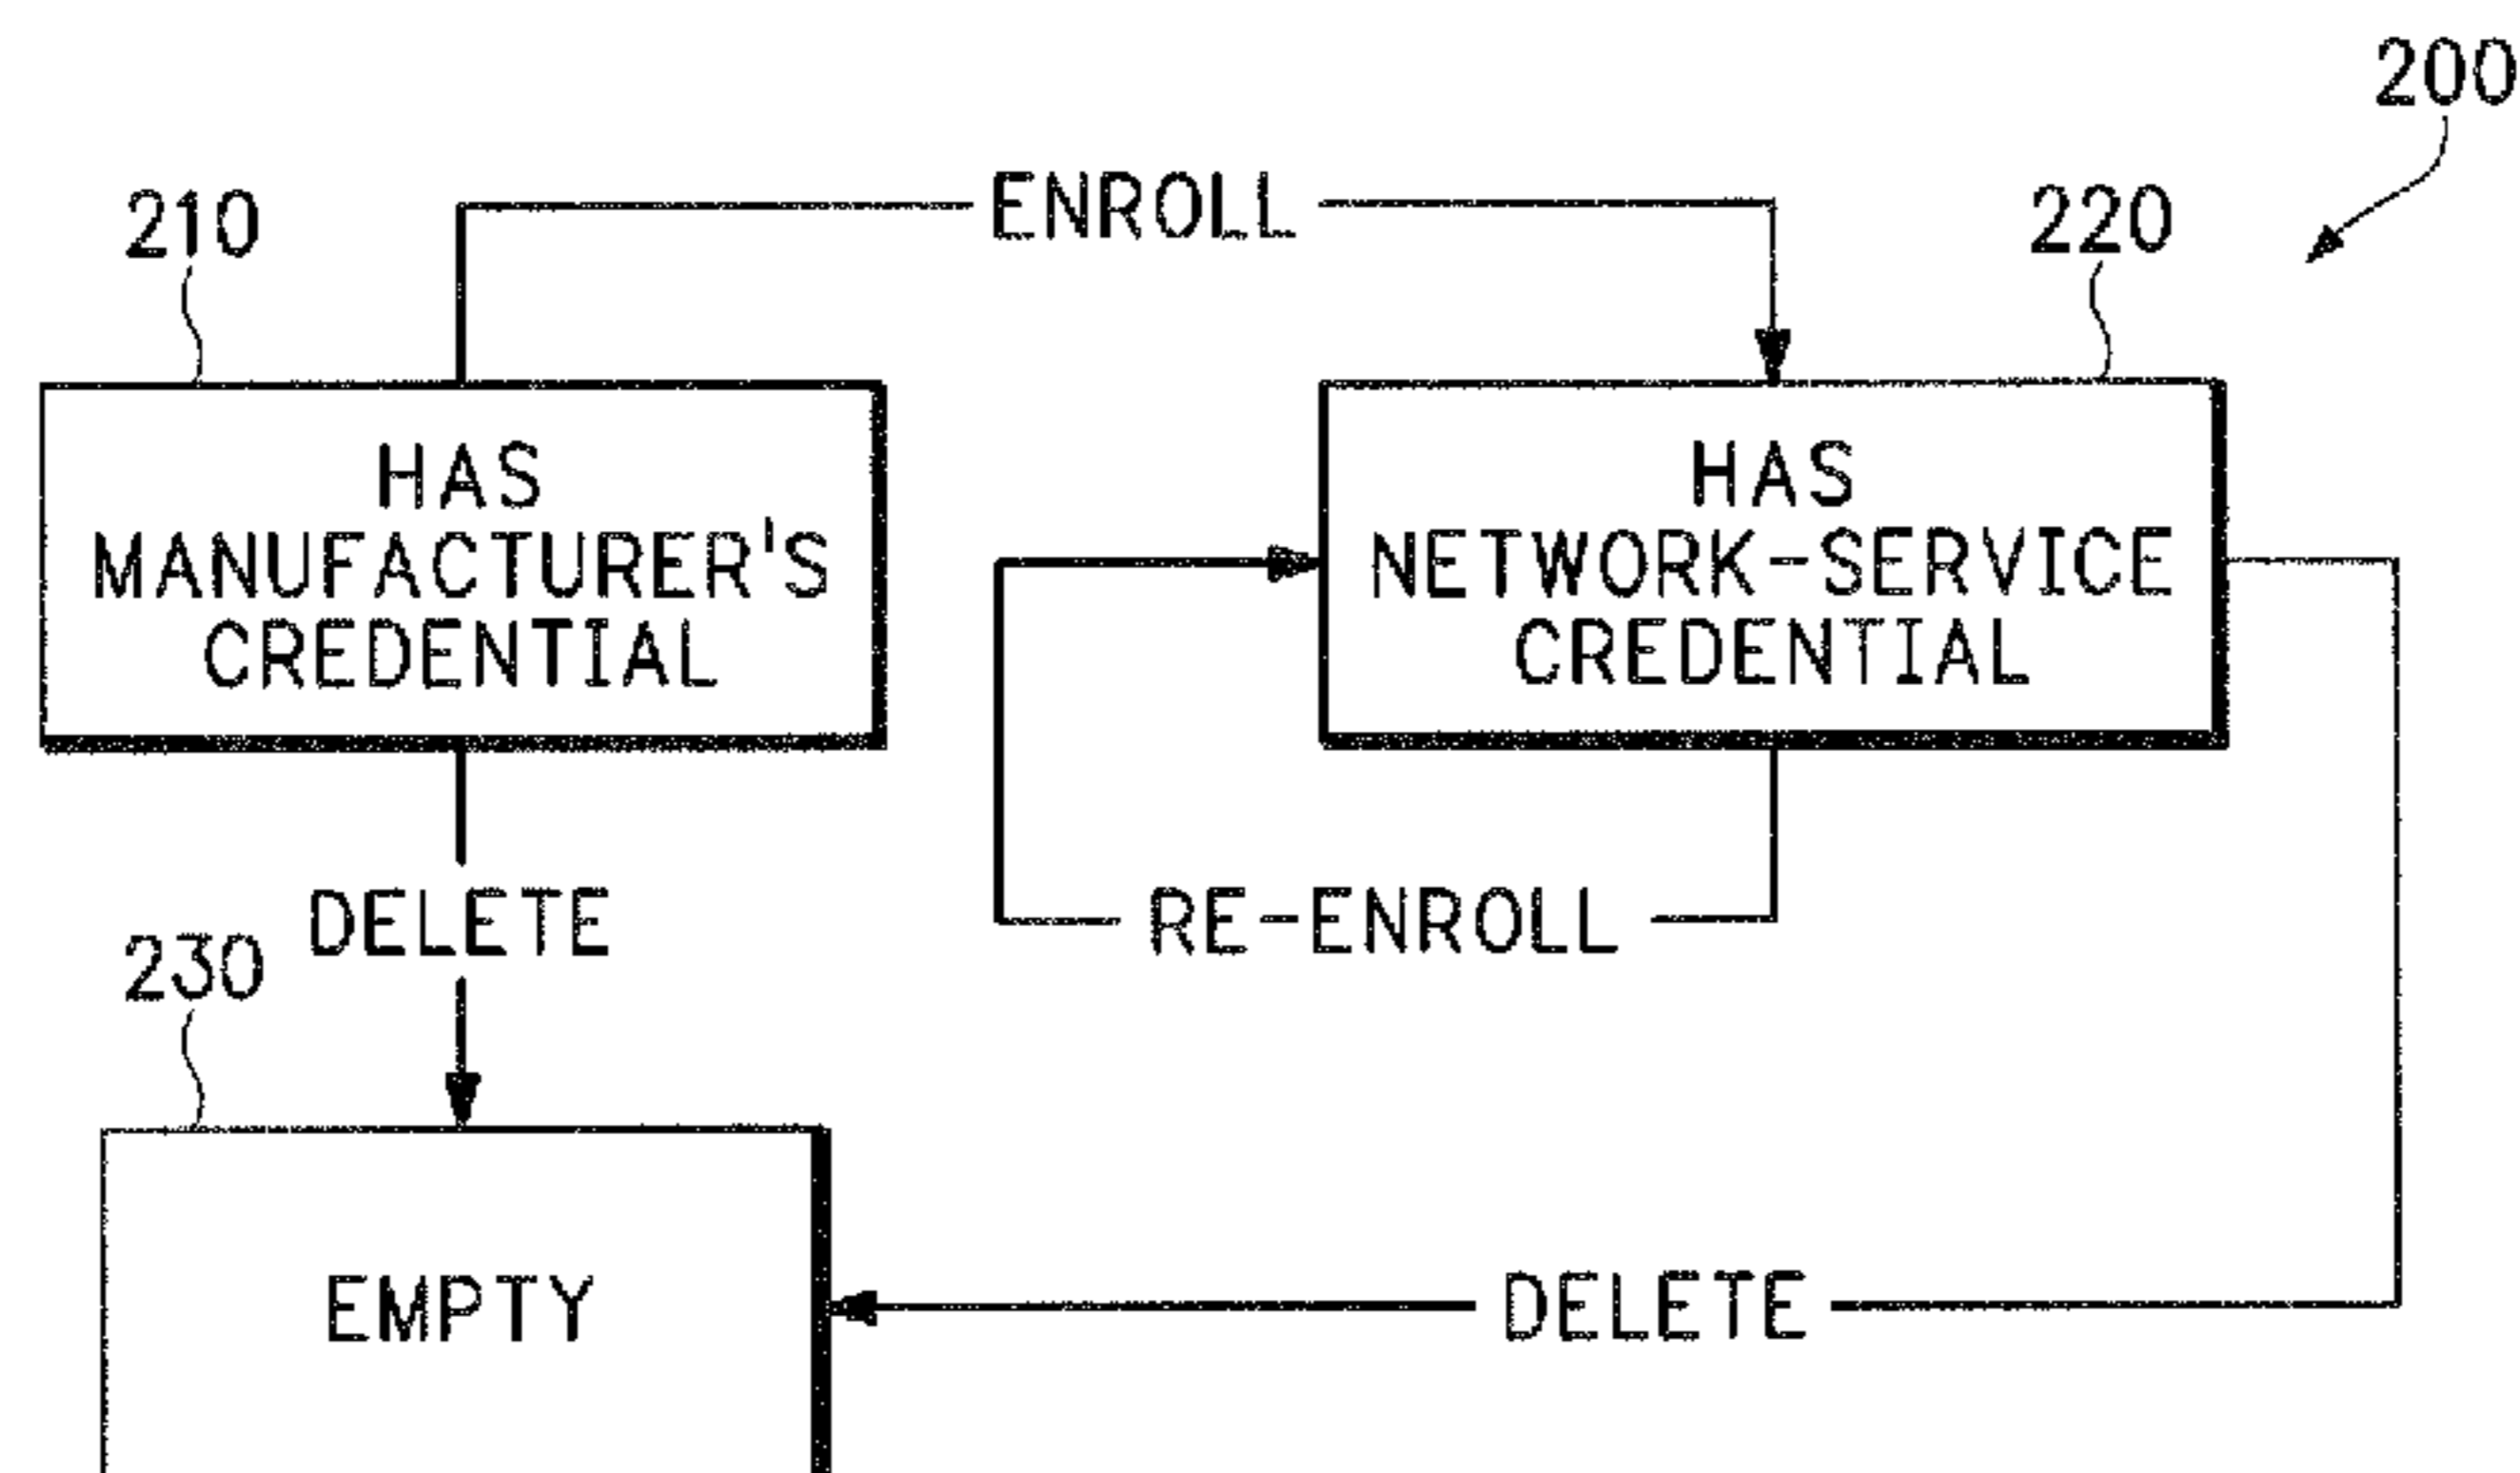 200
ENROLL
210
220
HAS
MANUFACTURER'S
CREDENTIAL
HAS
NETWORK-SERVICE
CREDENTIAL
DELETE
RE-ENROLL
230
EMPTY
DELETE